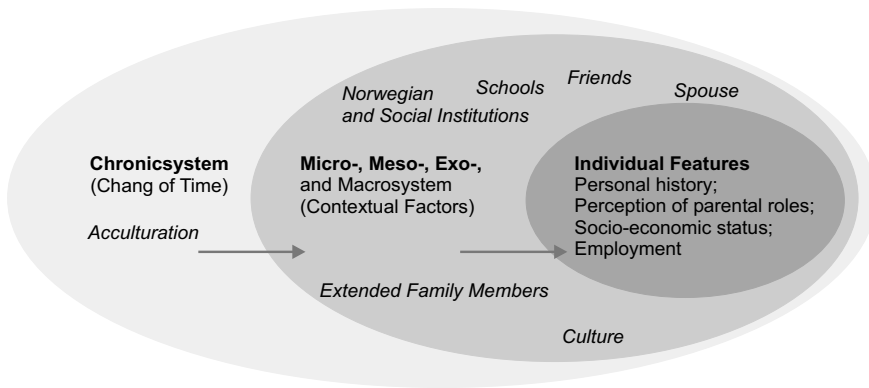 Norwegian
and Social Institutions
Schools
Friends
Spouse
Chronicsystem
(Chang of Time)
Acculturation
Micro-, Meso-, Exo-,
and Macrosystem
(Contextual Factors)
Individual Features
Personal history;
Perception of parental roles;
Socio-economic status;
Employment
Extended Family Members
Culture